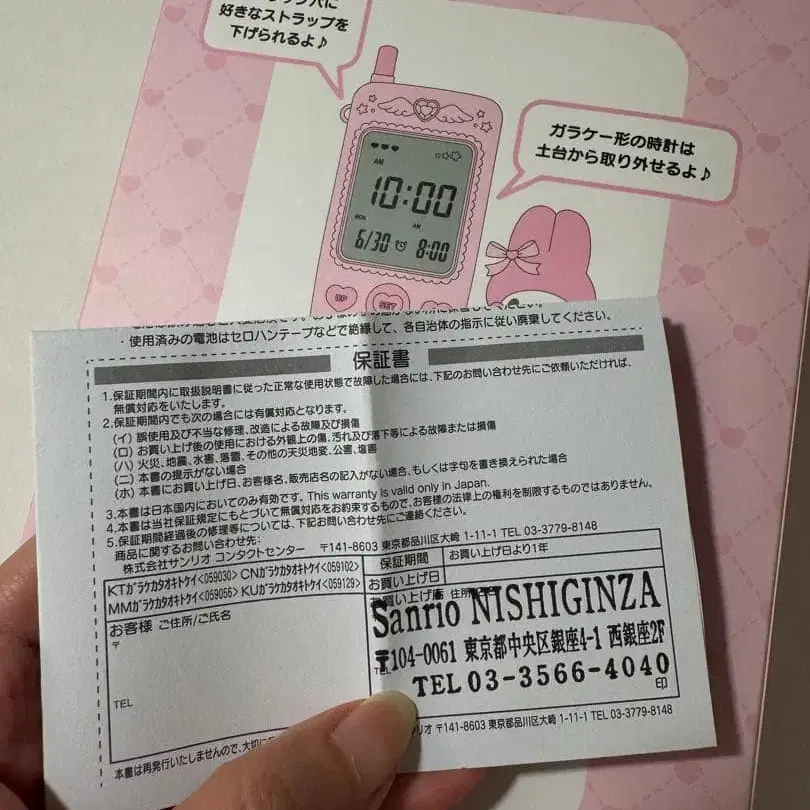 好きなストラップを
下げられるよ♪
ガラケー形の時計は
土台から取り外せるよ♪
AM
10:00
MON
AM
6/30 8:00
UP
SET
・使用済みの電池はセロハンテープなどで絶縁して、各自治体の指示に従い廃棄してください。
保証書
1.保証期間内に取扱説明書に従った正常な使用状態で故障した場合には、下記のお問い合わせ先にご依頼いただければ、
無償対応をいたします。
2.保証期間内でも次の場合には有償対応となります。
(イ) 誤使用及び不当な修理、改造による故障及び損傷
(ロ) お買い上げ後の使用における外観上の傷、汚れ及び落下等による故障または損傷
(ハ) 火災、地震、水害、落雷、その他の天災地変、公害、塩害
(ニ) 本書の提示がない場合
(ホ) 本書にお買い上げ日、お客様名、販売店名の記入がない場合、もしくは字句を書き換えられた場合
3.本書は日本国内においてのみ有効です。This warranty is valid only in Japan.
4.本書は当社保証規定にもとづいて無償対応をお約束するもので、お客様の法律上の権利を制限するものではありません。
5.保証期間経過後の修理等については、下記お問い合わせ先にご連絡ください。
商品に関するお問い合わせ先:
株式会社サンリオ コンタクトセンター 〒141-8603 東京都品川区大崎 1-11-1 TEL 03-3779-8148
KTガラケカタオキトケイ<059030> CNガラケカタオキトケイ<059102>
MMガラケカタオキトケイ<059056> KUガラケカタオキトケイ<059129>
保証期間 お買い上げ日より1年
お買い上げ日
お買い上げ店 住所
お客様 ご住所/ご氏名
〒
TEL
Sanrio NISHIGINZA
〒104-0061 東京都中央区銀座4-1 西銀座2F
TEL 03-3566-4040
TEL
印
サンリオ 〒141-8603 東京都品川区大崎 1-11-1 TEL 03-3779-8148
本書は再発行たしませんので、大切に